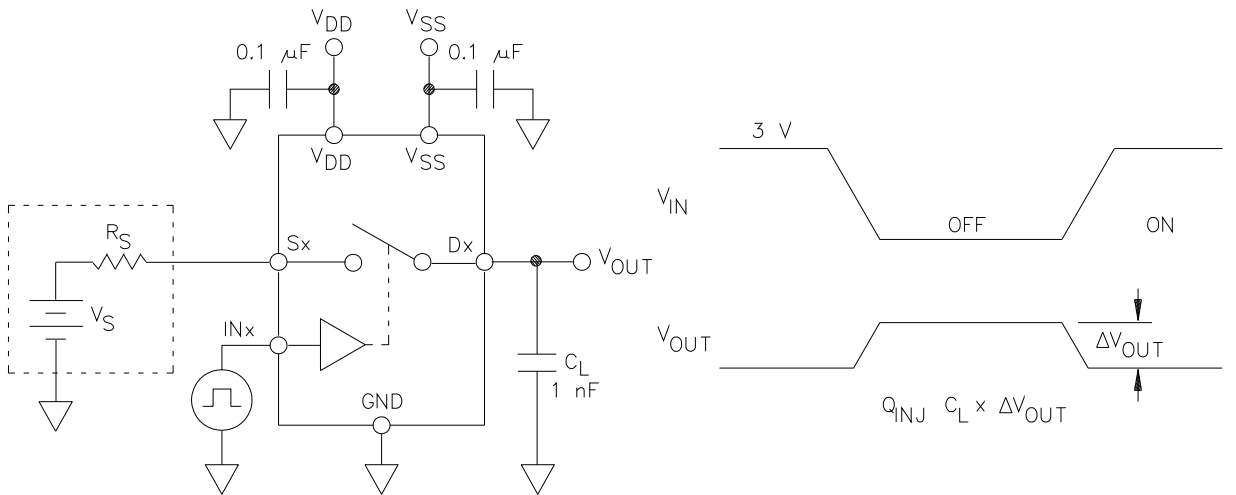 VDD
VSS
0.1 μF
0.1 μF
VDD
VSS
RS
VS
Sx
Dx
VOUT
INx
GND
CL
1 nF
3 V
VIN
OFF
ON
VOUT
ΔVOUT
QINJ CL x ΔVOUT